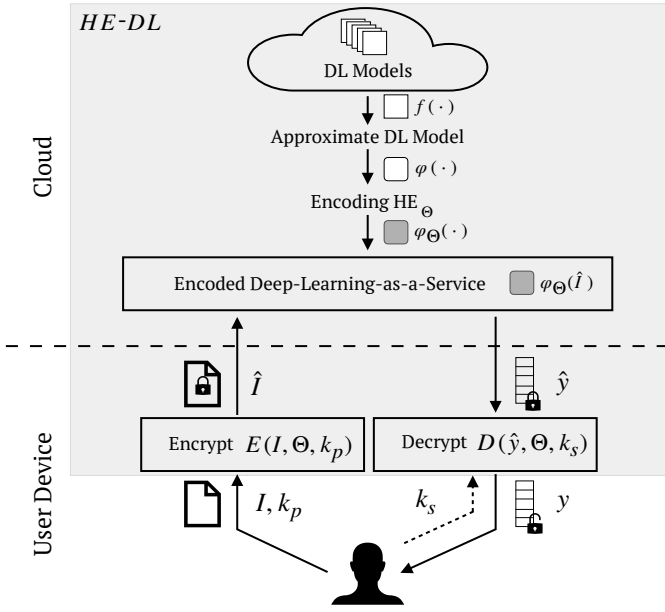 HE-DL
DL Models
f(·)
Approximate DL Model
φ(·)
Encoding HE_Θ
φ_Θ(·)
Encoded Deep-Learning-as-a-Service φ_Θ(Î)
Cloud
Î
ŷ
Encrypt E(I, Θ, k_p)
Decrypt D(ŷ, Θ, k_s)
User Device
I, k_p
k_s
y